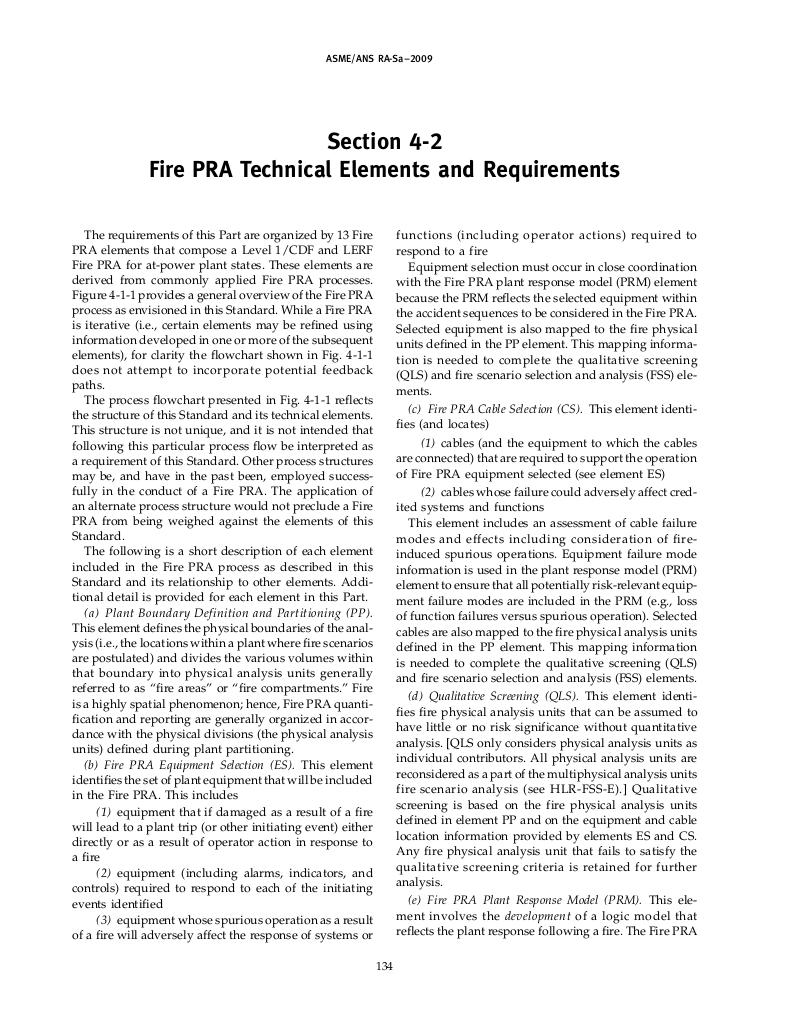 ASME/ANS RA-Sa–2009
Section 4-2
Fire PRA Technical Elements and Requirements
The requirements of this Part are organized by 13 Fire
PRA elements that compose a Level 1/CDF and LERF
Fire PRA for at-power plant states. These elements are
derived from commonly applied Fire PRA processes.
Figure 4-1-1 provides a general overview of the Fire PRA
process as envisioned in this Standard. While a Fire PRA
is iterative (i.e., certain elements may be refined using
information developed in one or more of the subsequent
elements), for clarity the flowchart shown in Fig. 4-1-1
does not attempt to incorporate potential feedback
paths.
The process flowchart presented in Fig. 4-1-1 reflects
the structure of this Standard and its technical elements.
This structure is not unique, and it is not intended that
following this particular process flow be interpreted as
a requirement of this Standard. Other process structures
may be, and have in the past been, employed success-
fully in the conduct of a Fire PRA. The application of
an alternate process structure would not preclude a Fire
PRA from being weighed against the elements of this
Standard.
The following is a short description of each element
included in the Fire PRA process as described in this
Standard and its relationship to other elements. Addi-
tional detail is provided for each element in this Part.
(a) Plant Boundary Definition and Partitioning (PP).
This element defines the physical boundaries of the anal-
ysis (i.e., the locations within a plant where fire scenarios
are postulated) and divides the various volumes within
that boundary into physical analysis units generally
referred to as “fire areas” or “fire compartments.” Fire
is a highly spatial phenomenon; hence, Fire PRA quanti-
fication and reporting are generally organized in accor-
dance with the physical divisions (the physical analysis
units) defined during plant partitioning.
(b) Fire PRA Equipment Selection (ES). This element
identifies the set of plant equipment that will be included
in the Fire PRA. This includes
(1) equipment that if damaged as a result of a fire
will lead to a plant trip (or other initiating event) either
directly or as a result of operator action in response to
a fire
(2) equipment (including alarms, indicators, and
controls) required to respond to each of the initiating
events identified
(3) equipment whose spurious operation as a result
of a fire will adversely affect the response of systems or
functions (including operator actions) required to
respond to a fire
Equipment selection must occur in close coordination
with the Fire PRA plant response model (PRM) element
because the PRM reflects the selected equipment within
the accident sequences to be considered in the Fire PRA.
Selected equipment is also mapped to the fire physical
units defined in the PP element. This mapping informa-
tion is needed to complete the qualitative screening
(QLS) and fire scenario selection and analysis (FSS) ele-
ments.
(c) Fire PRA Cable Selection (CS). This element identi-
fies (and locates)
(1) cables (and the equipment to which the cables
are connected) that are required to support the operation
of Fire PRA equipment selected (see element ES)
(2) cables whose failure could adversely affect cred-
ited systems and functions
This element includes an assessment of cable failure
modes and effects including consideration of fire-
induced spurious operations. Equipment failure mode
information is used in the plant response model (PRM)
element to ensure that all potentially risk-relevant equip-
ment failure modes are included in the PRM (e.g., loss
of function failures versus spurious operation). Selected
cables are also mapped to the fire physical analysis units
defined in the PP element. This mapping information
is needed to complete the qualitative screening (QLS)
and fire scenario selection and analysis (FSS) elements.
(d) Qualitative Screening (QLS). This element identi-
fies fire physical analysis units that can be assumed to
have little or no risk significance without quantitative
analysis. [QLS only considers physical analysis units as
individual contributors. All physical analysis units are
reconsidered as a part of the multiphysical analysis units
fire scenario analysis (see HLR-FSS-E).] Qualitative
screening is based on the fire physical analysis units
defined in element PP and on the equipment and cable
location information provided by elements ES and CS.
Any fire physical analysis unit that fails to satisfy the
qualitative screening criteria is retained for further
analysis.
(e) Fire PRA Plant Response Model (PRM). This ele-
ment involves the development of a logic model that
reflects the plant response following a fire. The Fire PRA
134